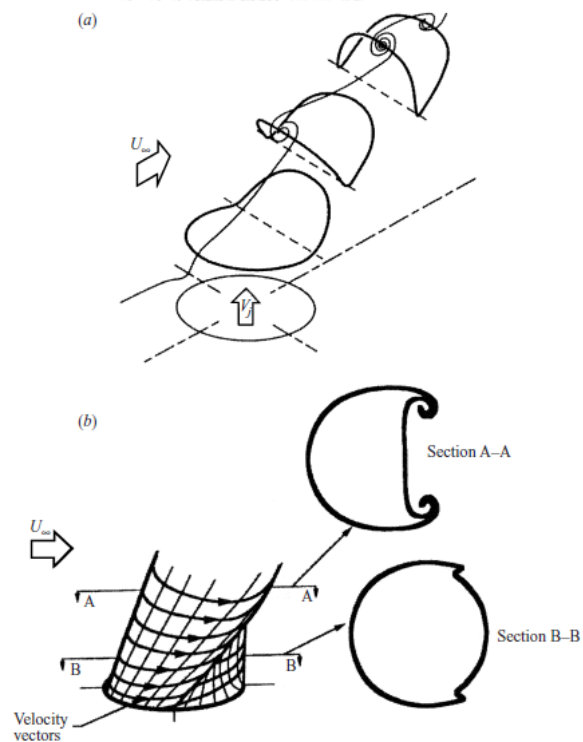 (a)
U∞
Vj
(b)
Section A–A
U∞
A
A
B
B
Section B–B
Velocity
vectors